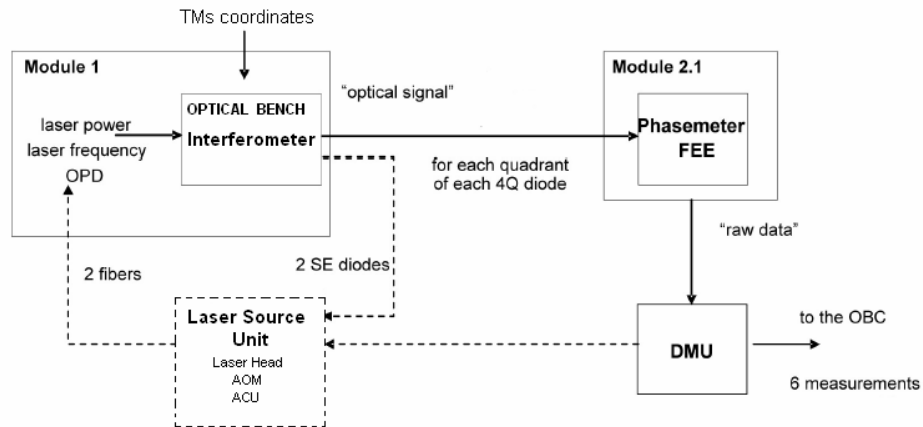 TMs coordinates
Module 1
Module 2.1
OPTICAL BENCH
Interferometer
laser power
laser frequency
OPD
“optical signal”
for each quadrant
of each 4Q diode
Phasemeter
FEE
2 fibers
2 SE diodes
“raw data”
Laser Source
Unit
Laser Head
AOM
ACU
DMU
to the OBC
6 measurements